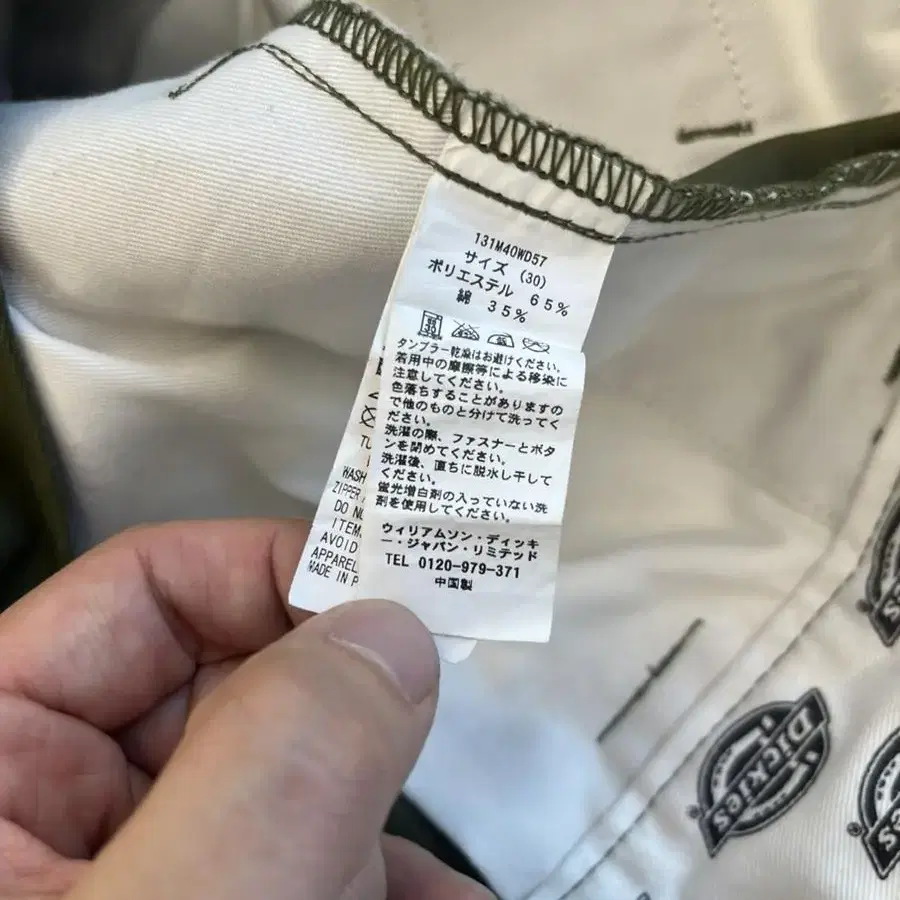 131M40WD57
サイズ (30)
ポリエステル 65%
綿 35%
タンブラー乾燥はお避けください。
着用中の摩擦等による移染に
注意してください。
色落ちすることがありますの
で他のものと分けて洗ってく
ださい。
洗濯の際、ファスナーとボタ
ンを閉めてください。
洗濯後、直ちに脱水し干して
ください。
蛍光増白剤の入っていない洗
剤を使用してください。
ウィリアムソン・ディッキ
ー・ジャパン・リミテッド
TEL 0120-979-371
中国製
WASH
ZIPPER
DO
ITEM
AVOID
APPAREL
MADE IN P
Dickies